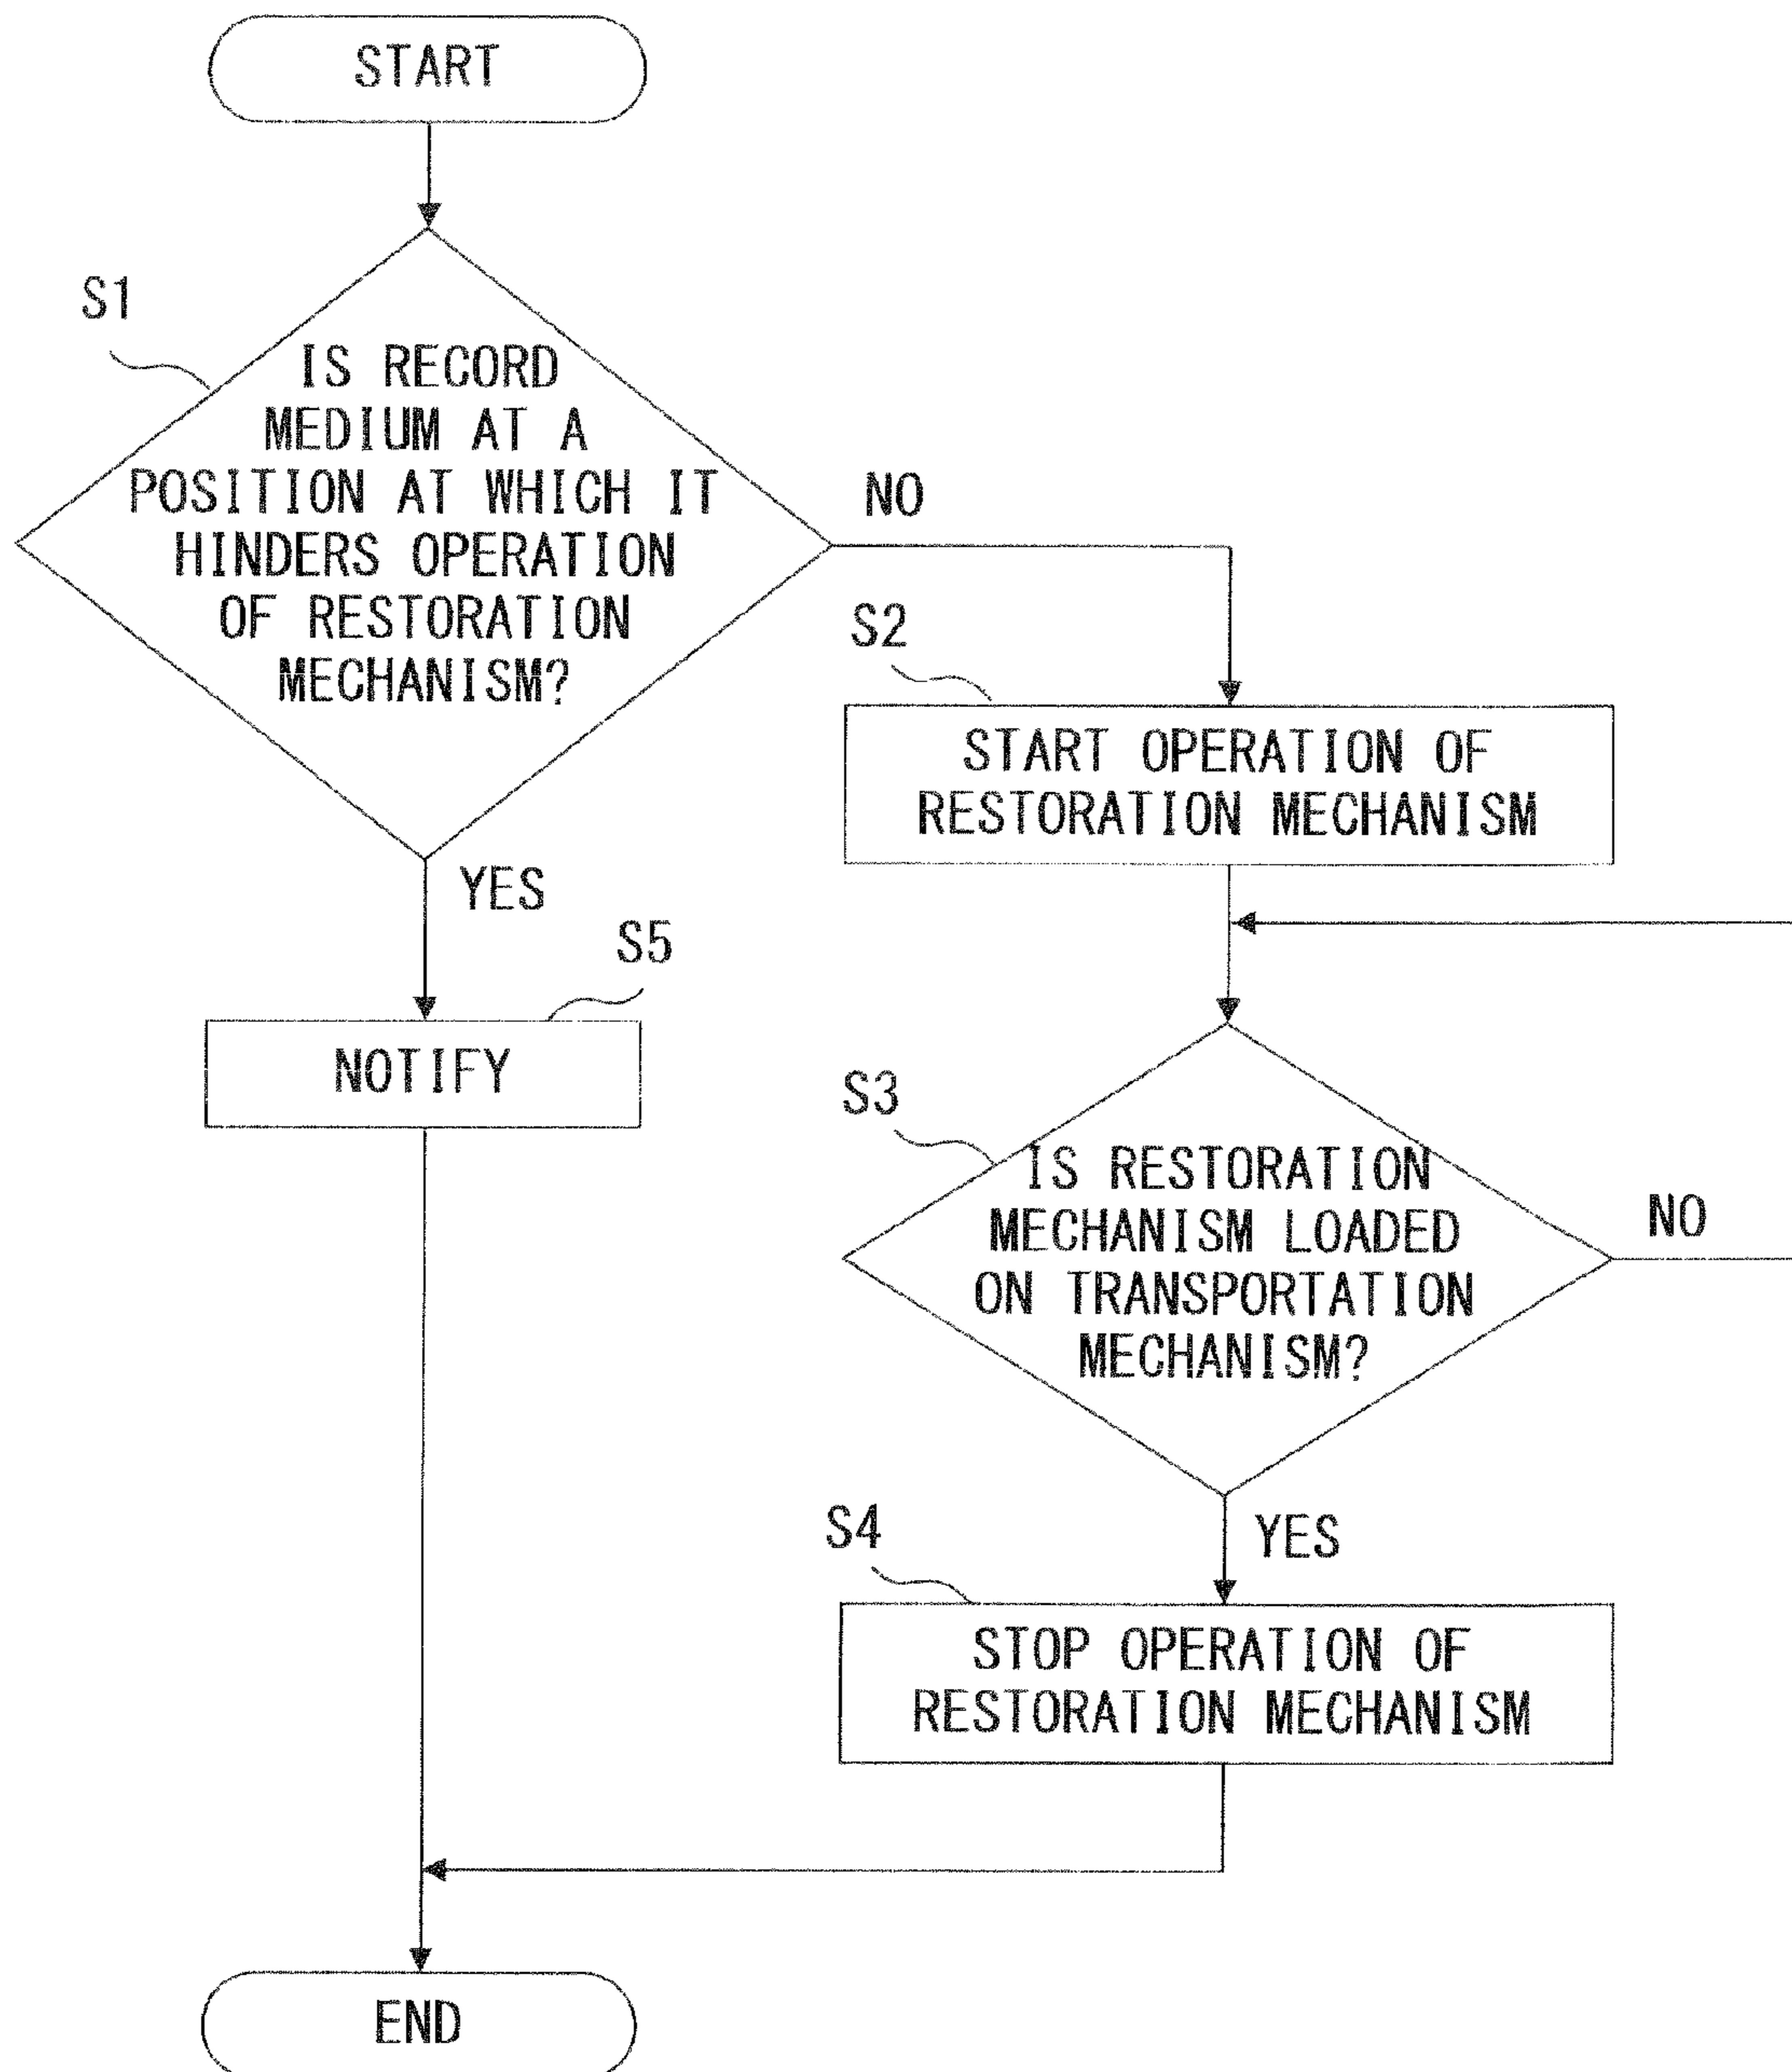 START
S1
IS RECORD
MEDIUM AT A
POSITION AT WHICH IT
HINDERS OPERATION
OF RESTORATION
MECHANISM?
NO
S2
START OPERATION OF
RESTORATION MECHANISM
YES
S5
NOTIFY
S3
IS RESTORATION
MECHANISM LOADED
ON TRANSPORTATION
MECHANISM?
NO
YES
S4
STOP OPERATION OF
RESTORATION MECHANISM
END